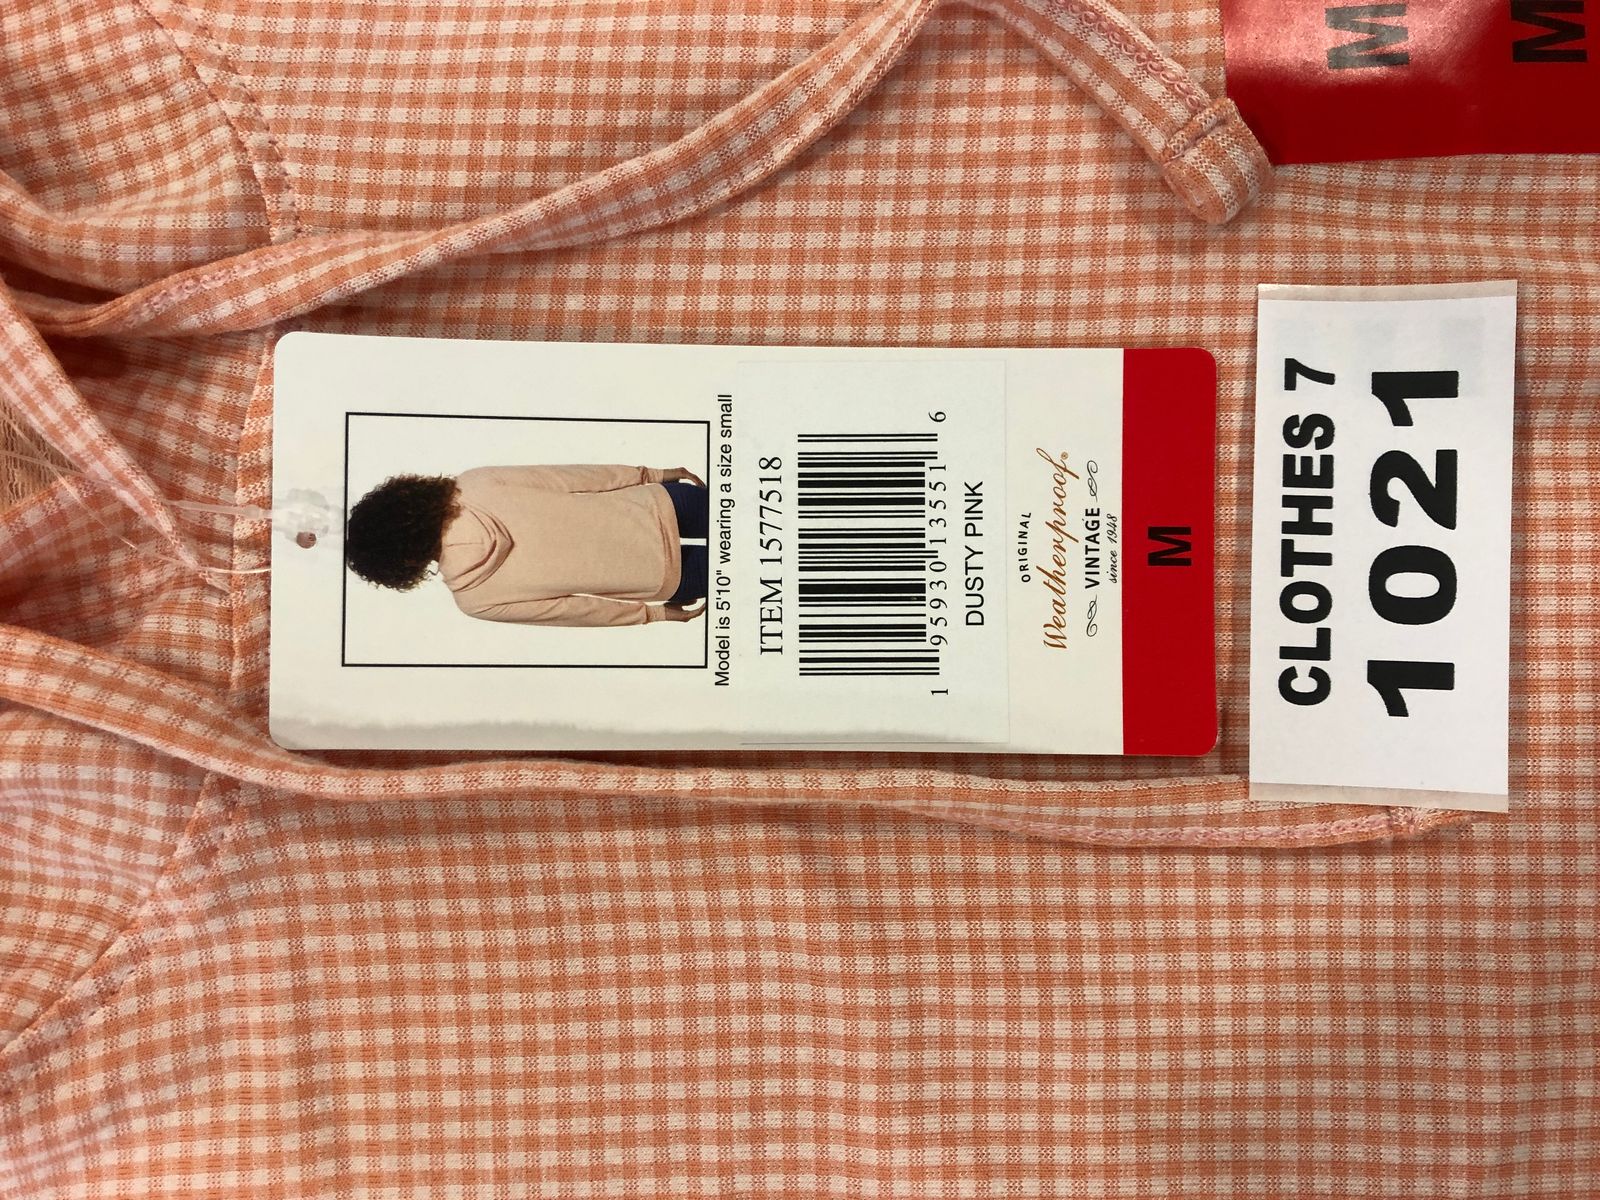 M
M
Model is 5'10" wearing a size small
ITEM 1577518
1 95930 13551 6
DUSTY PINK
ORIGINAL
Weatherproof®
VINTAGE
since 1948
M
CLOTHES 7
1021